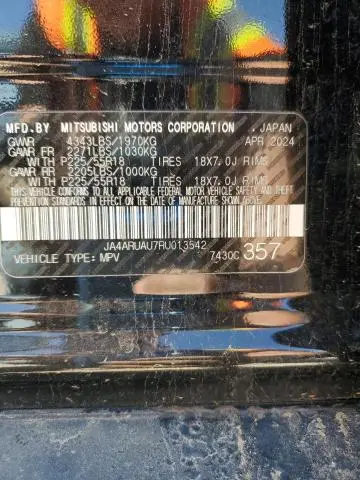 MFD.BY MITSUBISHI MOTORS CORPORATION JAPAN
GVWR 4343LBS/1970KG APR 2024
GAWR FR 2271LBS/1030KG
WITH P225/55R18 TIRES 18X7.0J RIMS
GAWR RR 2205LBS/1000KG
WITH P225/55R18 TIRES 18X7.0J RIMS
THIS VEHICLE CONFORMS TO ALL APPLICABLE FEDERAL MOTOR VEHICLE SAFETY, BUMPER AND THEFT PREVENTION STANDARDS IN EFFECT ON THE DATE OF MANUFACTURE SHOWN ABOVE.
JA4ARUAU7RU013542
VEHICLE TYPE: MPV 7430C 357